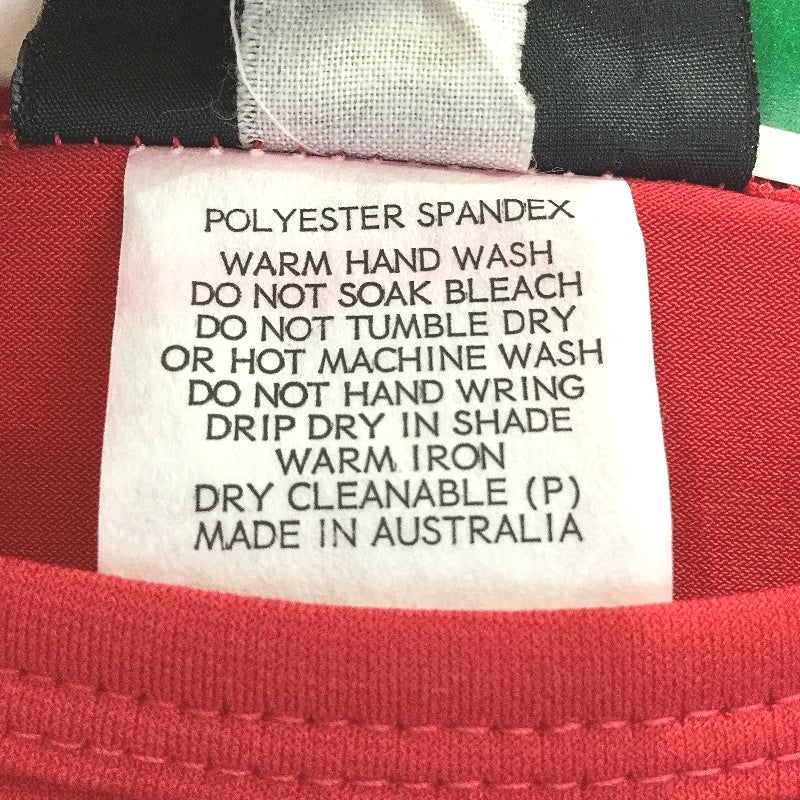 POLYESTER SPANDEX
WARM HAND WASH
DO NOT SOAK BLEACH
DO NOT TUMBLE DRY
OR HOT MACHINE WASH
DO NOT HAND WRING
DRIP DRY IN SHADE
WARM IRON
DRY CLEANABLE (P)
MADE IN AUSTRALIA